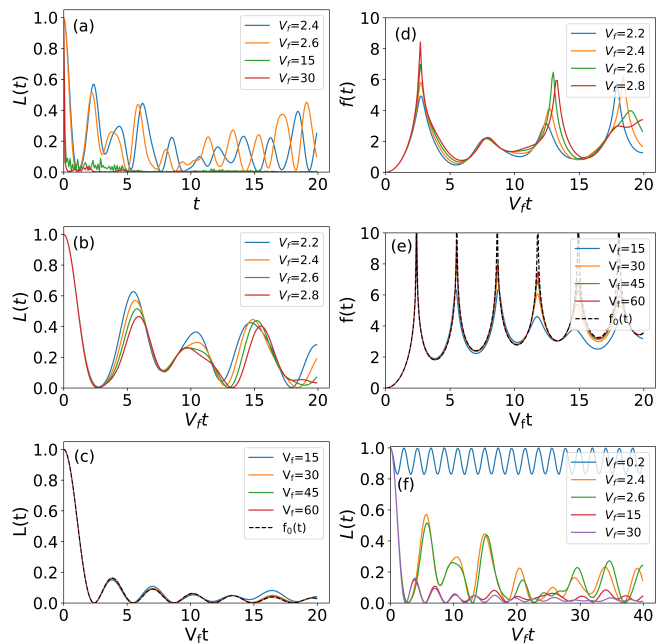 (a)
L(t)
1.0
0.8
0.6
0.4
0.2
0.0
0 5 10 15 20
t
V_f=2.4
V_f=2.6
V_f=15
V_f=30
(b)
L(t)
1.0
0.8
0.6
0.4
0.2
0.0
0 5 10 15 20
V_f t
V_f=2.2
V_f=2.4
V_f=2.6
V_f=2.8
(c)
L(t)
1.0
0.8
0.6
0.4
0.2
0.0
0 5 10 15 20
V_f t
V_f=15
V_f=30
V_f=45
V_f=60
f_0(t)
(d)
f(t)
10
8
6
4
2
0
0 5 10 15 20
V_f t
V_f=2.2
V_f=2.4
V_f=2.6
V_f=2.8
(e)
f(t)
10
8
6
4
2
0
0 5 10 15 20
V_f t
V_f=15
V_f=30
V_f=45
V_f=60
f_0(t)
(f)
L(t)
1.0
0.8
0.6
0.4
0.2
0.0
0 10 20 30 40
V_f t
V_f=0.2
V_f=2.4
V_f=2.6
V_f=15
V_f=30